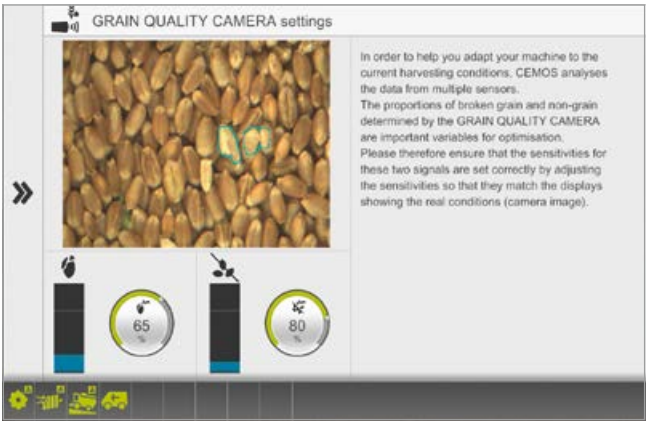 GRAIN QUALITY CAMERA settings
In order to help you adapt your machine to the
current harvesting conditions, CEMOS analyses
the data from multiple sensors.
The proportions of broken grain and non-grain
determined by the GRAIN QUALITY CAMERA
are important variables for optimisation.
Please therefore ensure that the sensitivities for
these two signals are set correctly by adjusting
the sensitivities so that they match the displays
showing the real conditions (camera image).
65
%
80
%